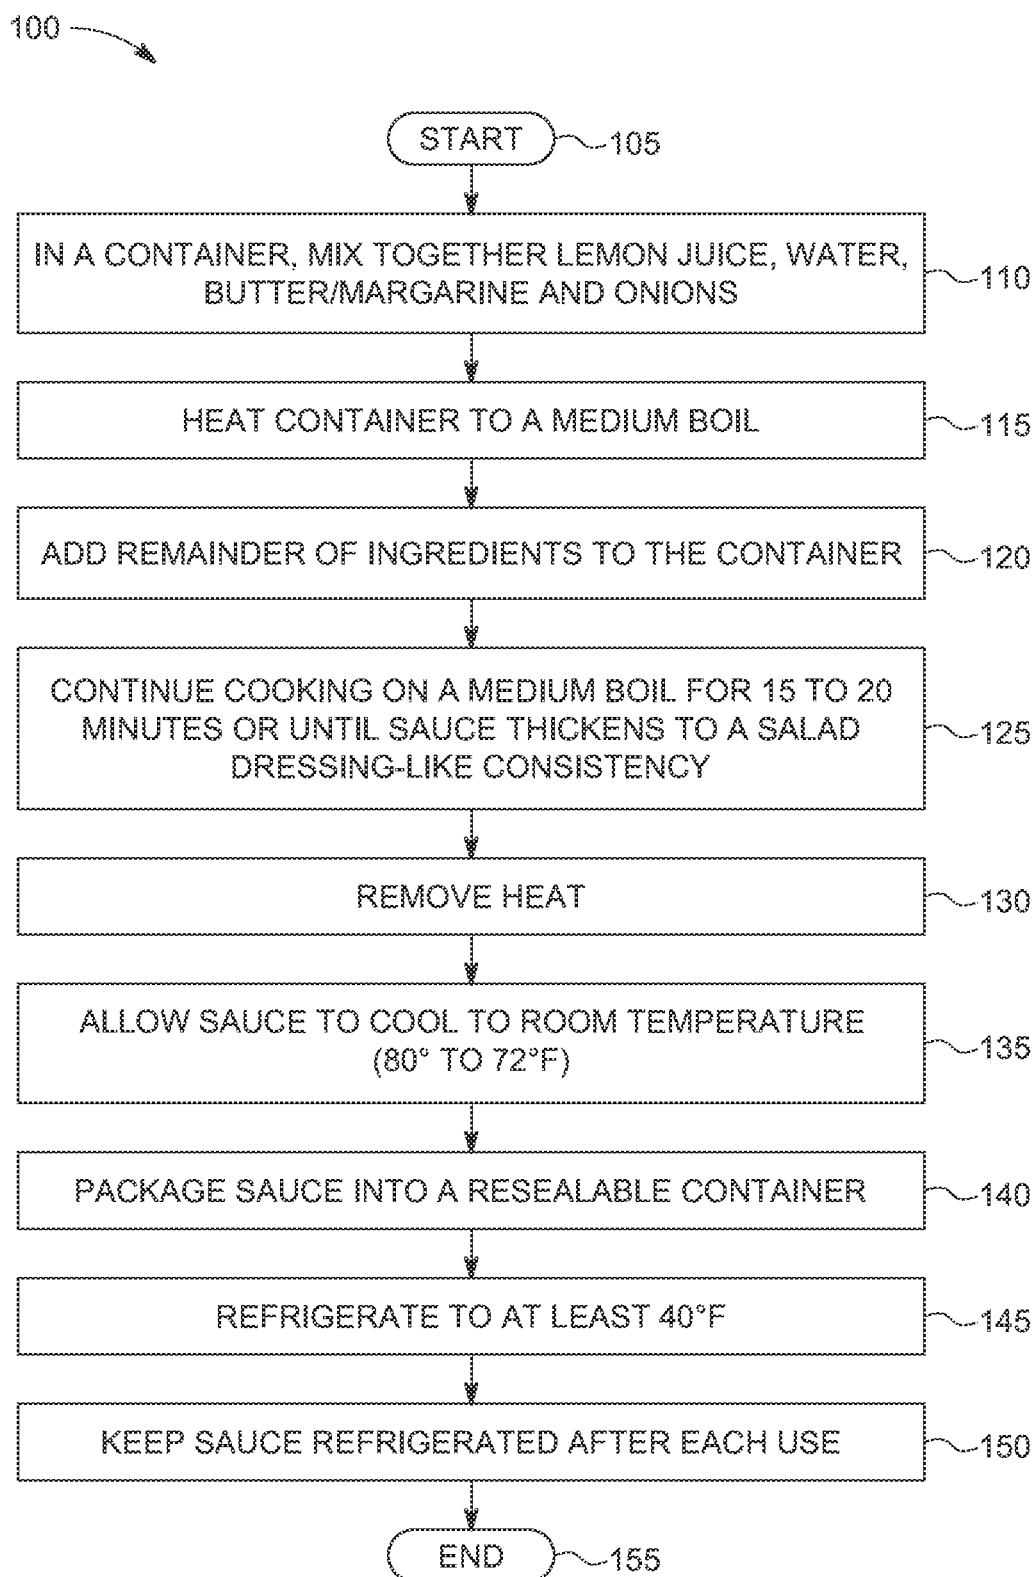 100
START
105
IN A CONTAINER, MIX TOGETHER LEMON JUICE, WATER,
BUTTER/MARGARINE AND ONIONS
110
HEAT CONTAINER TO A MEDIUM BOIL
115
ADD REMAINDER OF INGREDIENTS TO THE CONTAINER
120
CONTINUE COOKING ON A MEDIUM BOIL FOR 15 TO 20
MINUTES OR UNTIL SAUCE THICKENS TO A SALAD
DRESSING-LIKE CONSISTENCY
125
REMOVE HEAT
130
ALLOW SAUCE TO COOL TO ROOM TEMPERATURE
(80° TO 72°F)
135
PACKAGE SAUCE INTO A RESEALABLE CONTAINER
140
REFRIGERATE TO AT LEAST 40°F
145
KEEP SAUCE REFRIGERATED AFTER EACH USE
150
END
155